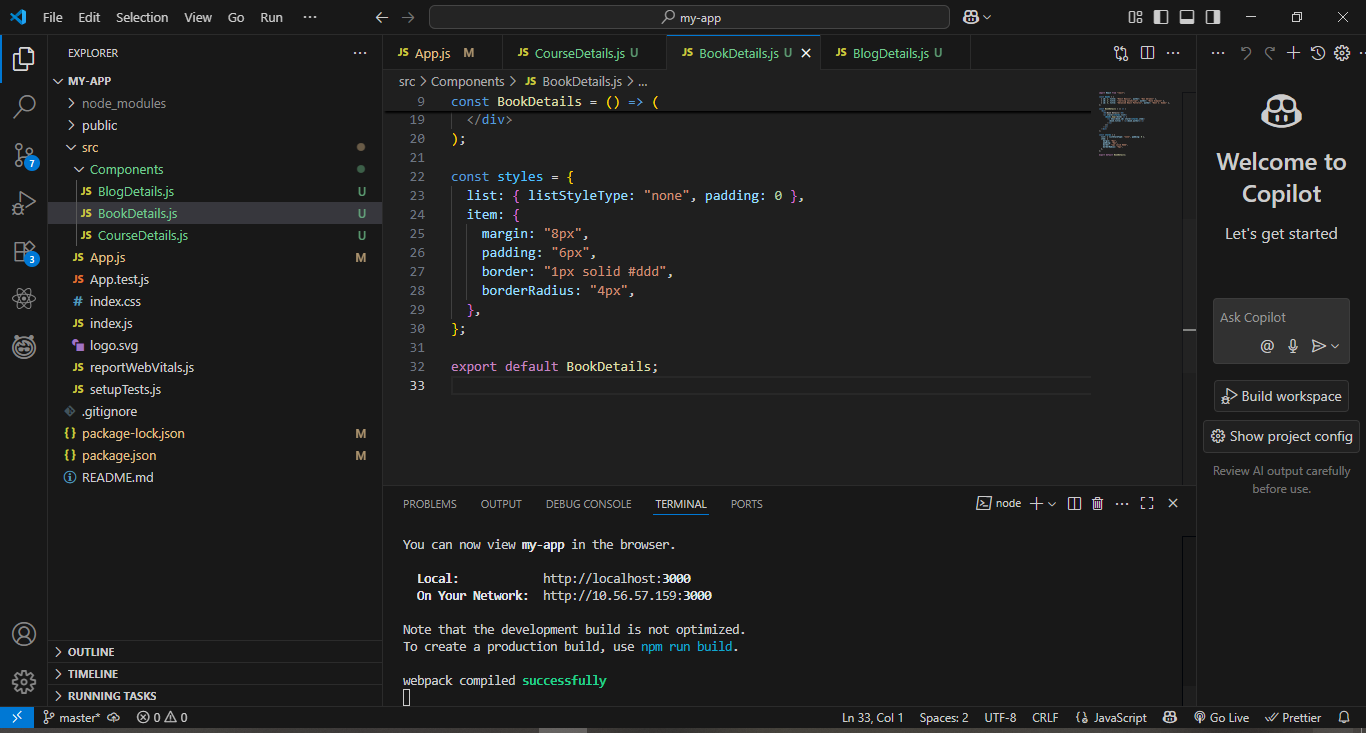 File Edit Selection View Go Run ···
my-app
EXPLORER
MY-APP
node_modules
public
src
Components
JS BlogDetails.js U
JS BookDetails.js U
JS CourseDetails.js U
JS App.js M
JS App.test.js
# index.css
JS index.js
logo.svg
JS reportWebVitals.js
JS setupTests.js
.gitignore
{} package-lock.json M
{} package.json M
README.md
OUTLINE
TIMELINE
RUNNING TASKS
7
3
JS App.js M
JS CourseDetails.js U
JS BookDetails.js U
JS BlogDetails.js U
src > Components > JS BookDetails.js > ...
9 const BookDetails = () => (
19 </div>
20 );
21
22 const styles = {
23 list: { listStyleType: "none", padding: 0 },
24 item: {
25 margin: "8px",
26 padding: "6px",
27 border: "1px solid #ddd",
28 borderRadius: "4px",
29 },
30 };
31
32 export default BookDetails;
33
PROBLEMS OUTPUT DEBUG CONSOLE TERMINAL PORTS
node
You can now view my-app in the browser.
Local: http://localhost:3000
On Your Network: http://10.56.57.159:3000
Note that the development build is not optimized.
To create a production build, use npm run build.
webpack compiled successfully
Welcome to
Copilot
Let's get started
Ask Copilot
@
Build workspace
Show project config
Review AI output carefully
before use.
master* 0 0
Ln 33, Col 1 Spaces: 2 UTF-8 CRLF {} JavaScript Go Live Prettier